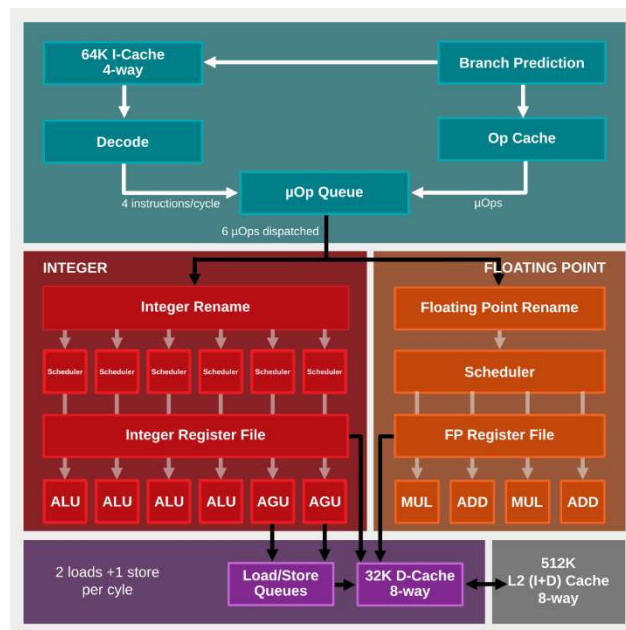 64K I-Cache
4-way
Branch Prediction
Decode
Op Cache
µOp Queue
4 instructions/cycle
µOps
6 µOps dispatched
INTEGER
FLOATING POINT
Integer Rename
Floating Point Rename
Scheduler
Scheduler
Scheduler
Scheduler
Scheduler
Scheduler
Scheduler
Integer Register File
FP Register File
ALU
ALU
ALU
ALU
AGU
AGU
MUL
ADD
MUL
ADD
2 loads +1 store
per cyle
Load/Store
Queues
32K D-Cache
8-way
512K
L2 (I+D) Cache
8-way